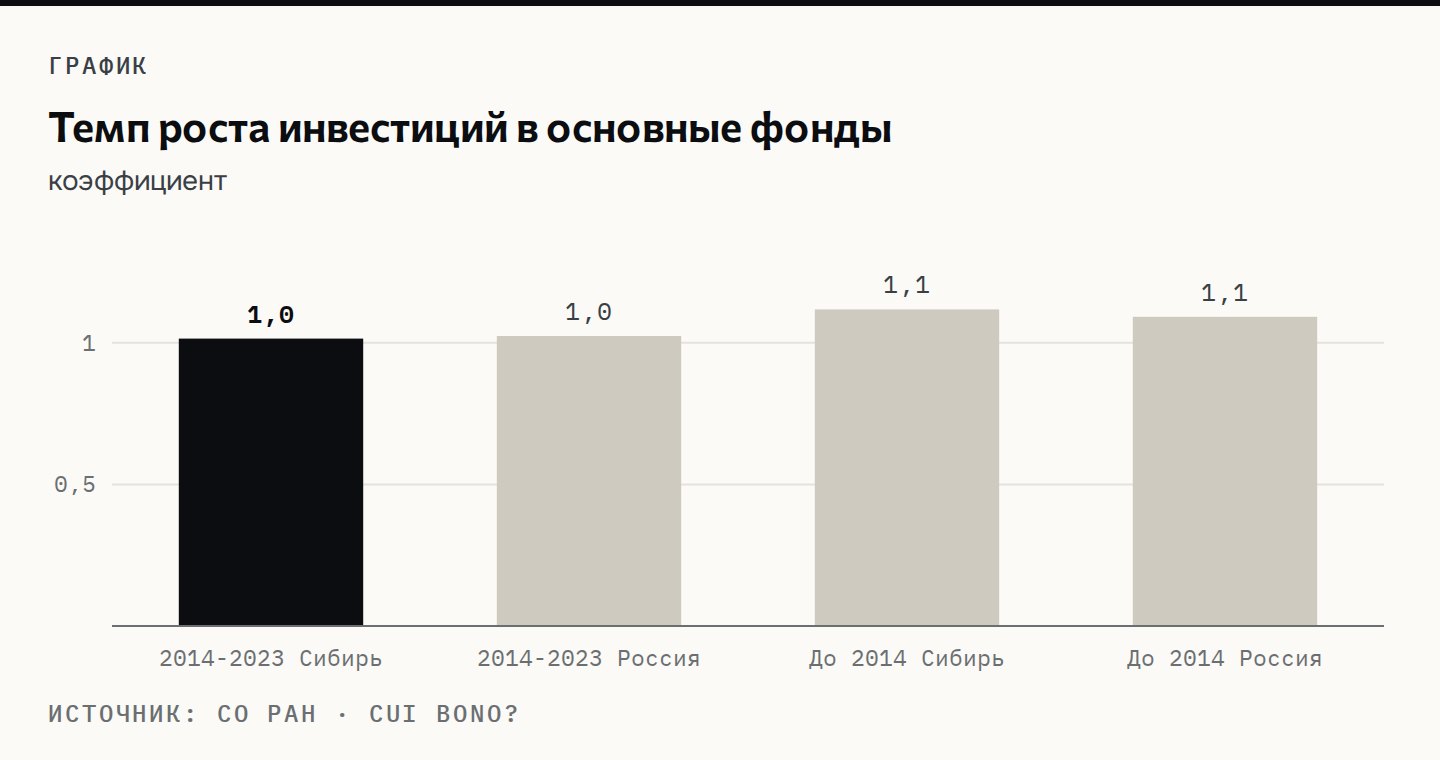 ГРАФИК
Темп роста инвестиций в основные фонды
коэффициент
1,0
1,0
1,1
1,1
1
0,5
2014-2023 Сибирь
2014-2023 Россия
До 2014 Сибирь
До 2014 Россия
ИСТОЧНИК: СО РАН · CUI BONO?